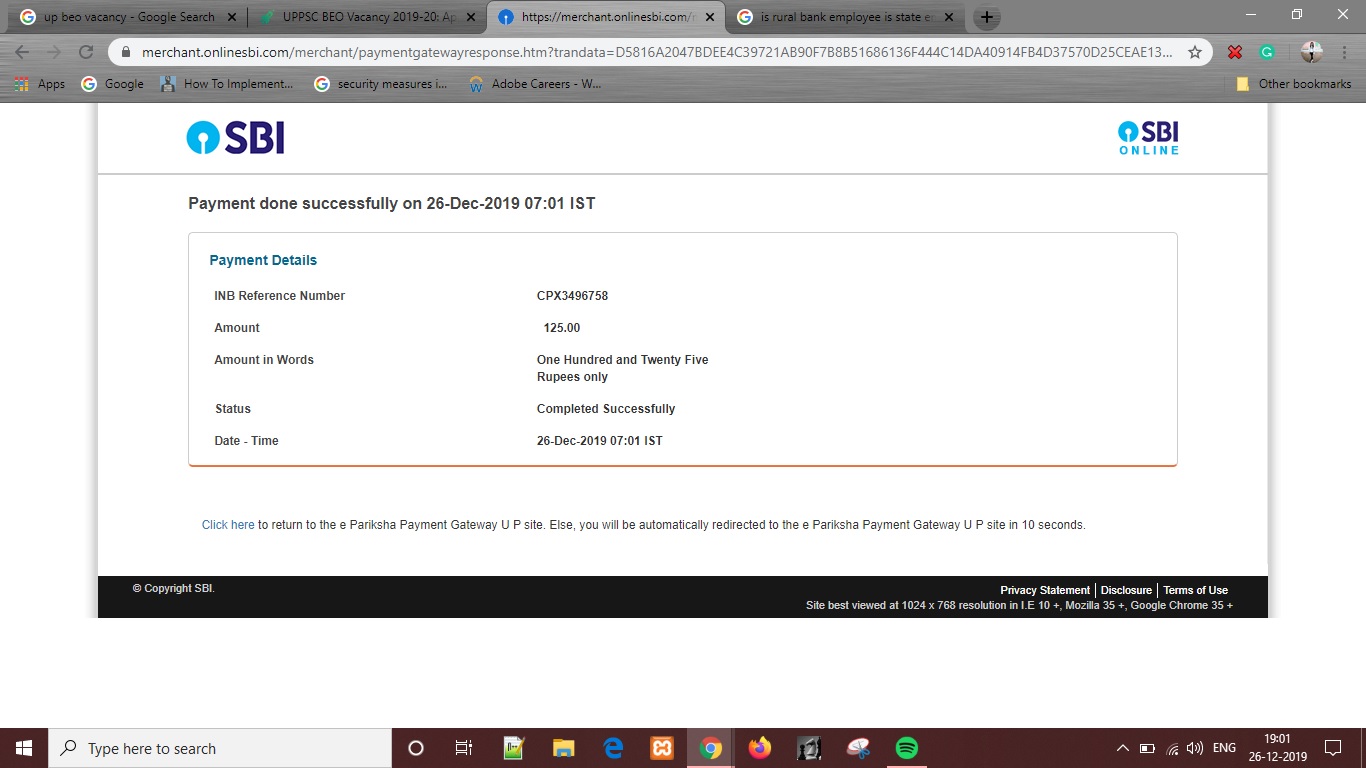 up beo vacancy - Google Search
UPPSC BEO Vacancy 2019-20: Ap
https://merchant.onlinesbi.com/
is rural bank employee is state e
merchant.onlinesbi.com/merchant/paymentgatewayresponse.htm?trandata=D5816A2047BDEE4C39721AB90F7B8B51686136F444C14DA40914FB4D37570D25CEAE13...
Apps
Google
How To Implement...
security measures i...
Adobe Careers - W...
Other bookmarks
SBI
SBI
ONLINE
Payment done successfully on 26-Dec-2019 07:01 IST
Payment Details
INB Reference Number CPX3496758
Amount 125.00
Amount in Words One Hundred and Twenty Five
Rupees only
Status Completed Successfully
Date - Time 26-Dec-2019 07:01 IST
Click here to return to the e Pariksha Payment Gateway U P site. Else, you will be automatically redirected to the e Pariksha Payment Gateway U P site in 10 seconds.
© Copyright SBI.
Privacy Statement | Disclosure | Terms of Use
Site best viewed at 1024 x 768 resolution in I.E 10 +, Mozilla 35 +, Google Chrome 35 +
Type here to search
ENG
19:01
26-12-2019